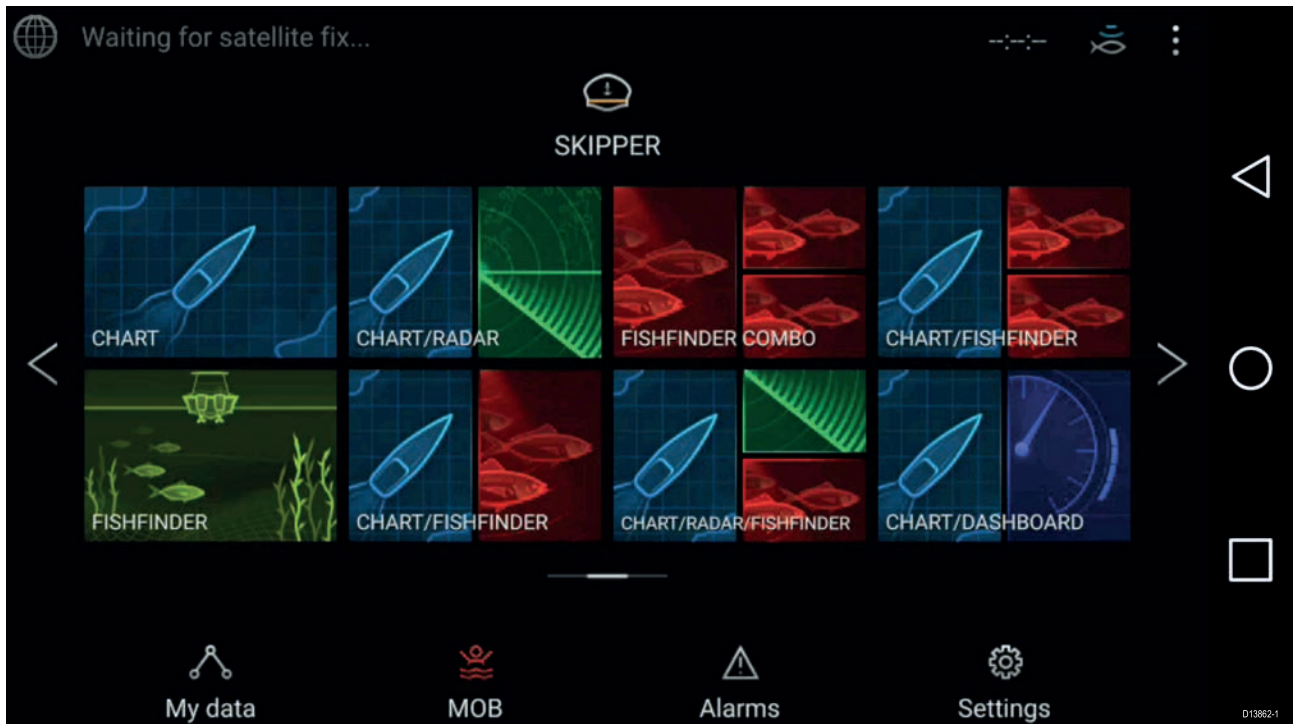 Waiting for satellite fix...
--:--:--
SKIPPER
CHART
CHART/RADAR
FISHFINDER COMBO
CHART/FISHFINDER
FISHFINDER
CHART/FISHFINDER
CHART/RADAR/FISHFINDER
CHART/DASHBOARD
My data
MOB
Alarms
Settings
D13862-1